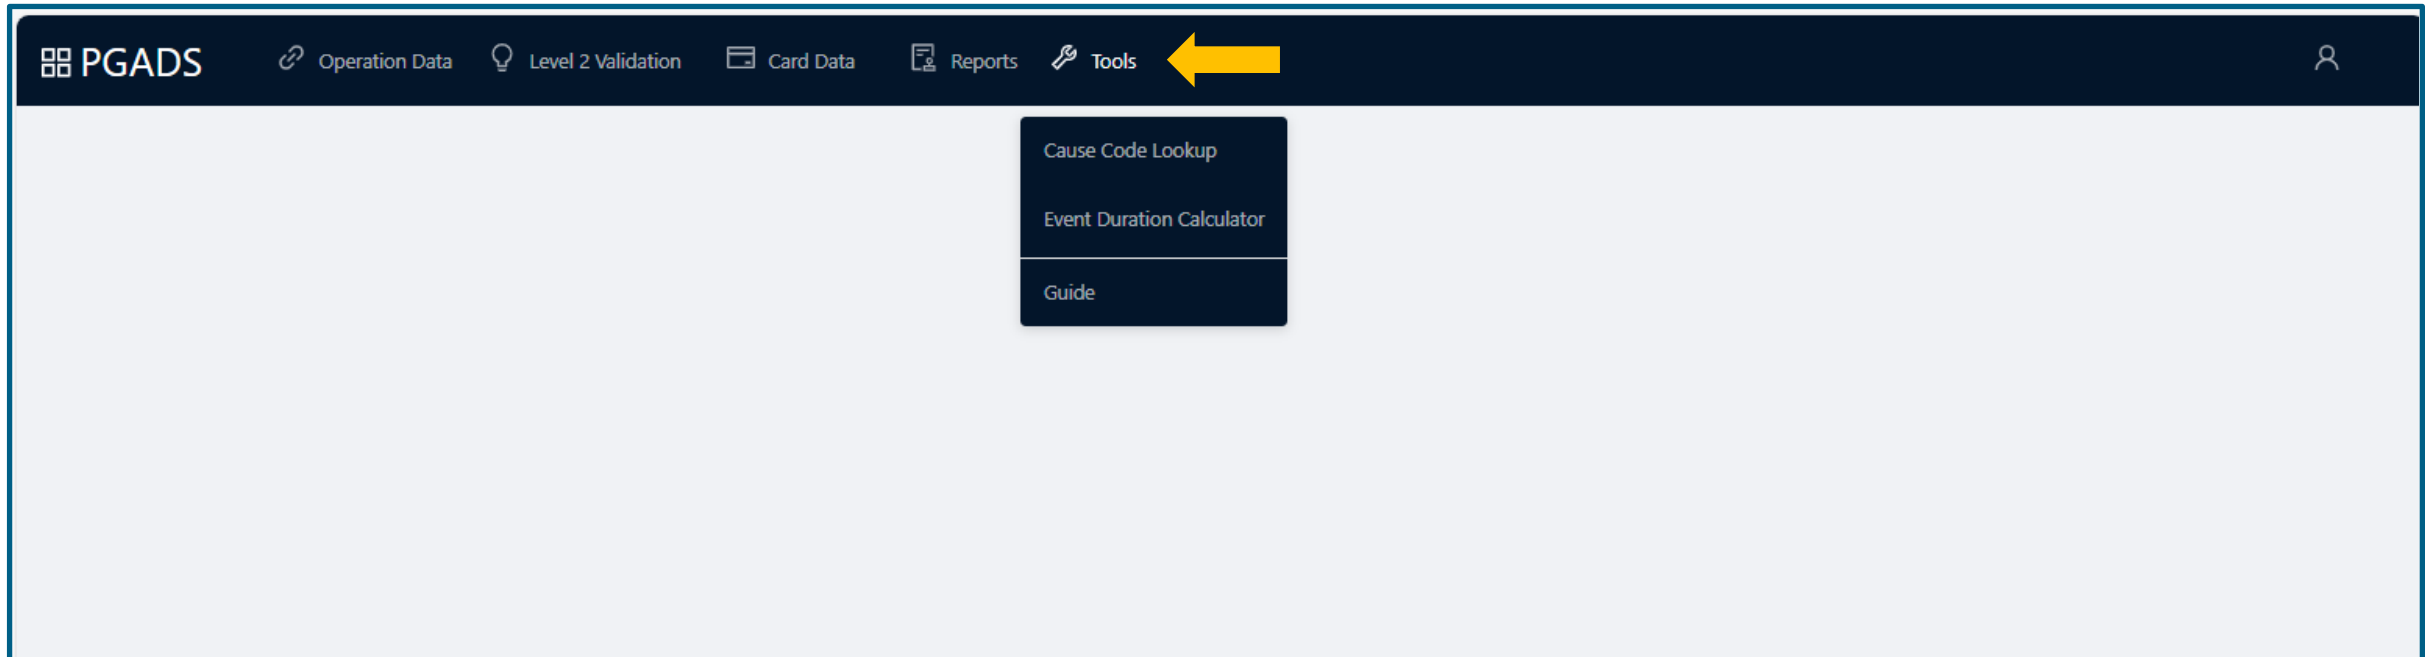 PGADS Operation Data Level 2 Validation Card Data Reports Tools
Cause Code Lookup
Event Duration Calculator
Guide